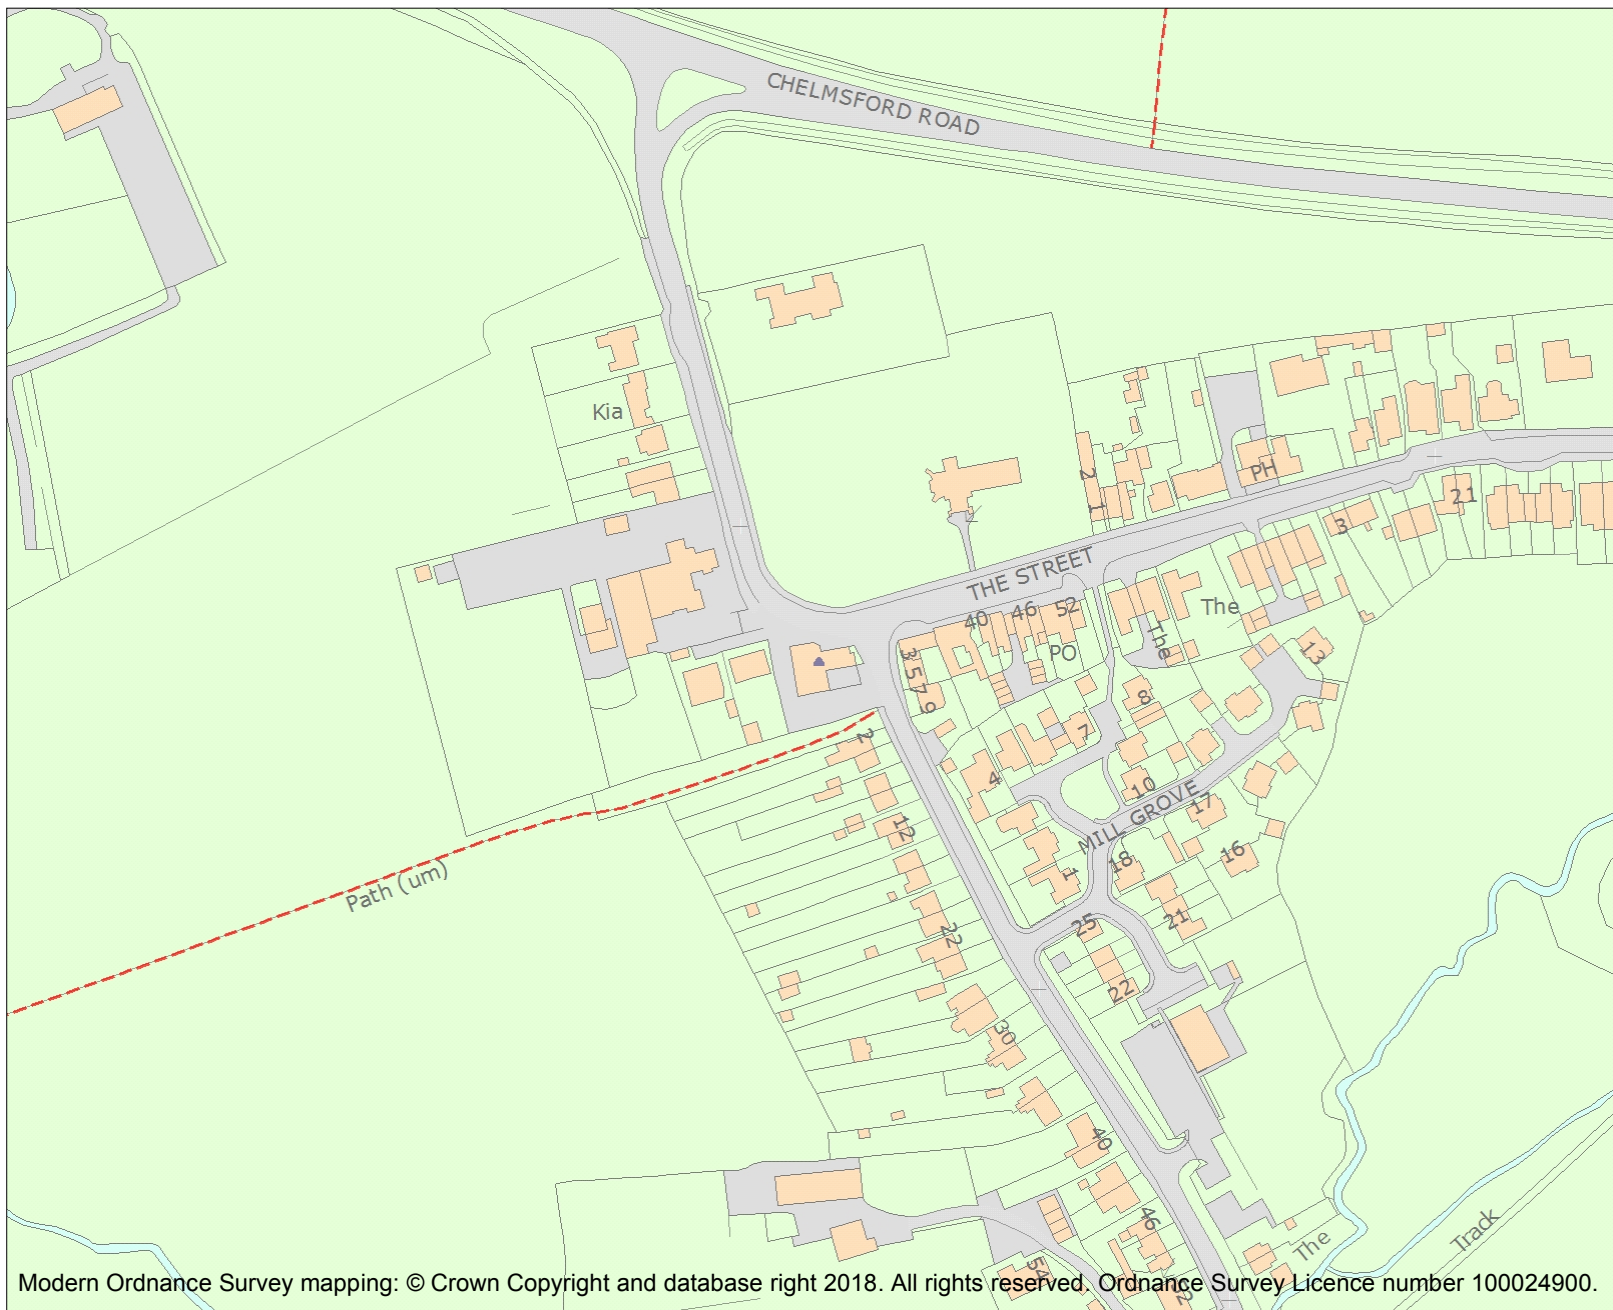 CHELMSFORD ROAD
Kia
2
1
PH
21
3
THE STREET
40
46
52
The
The
PO
3
5
7
9
13
8
7
2
4
10
17
MILL GROVE
12
16
18
1
Path (um)
21
25
22
22
30
40
46
The
Track
54
52
Modern Ordnance Survey mapping: © Crown Copyright and database right 2018. All rights reserved. Ordnance Survey Licence number 100024900.